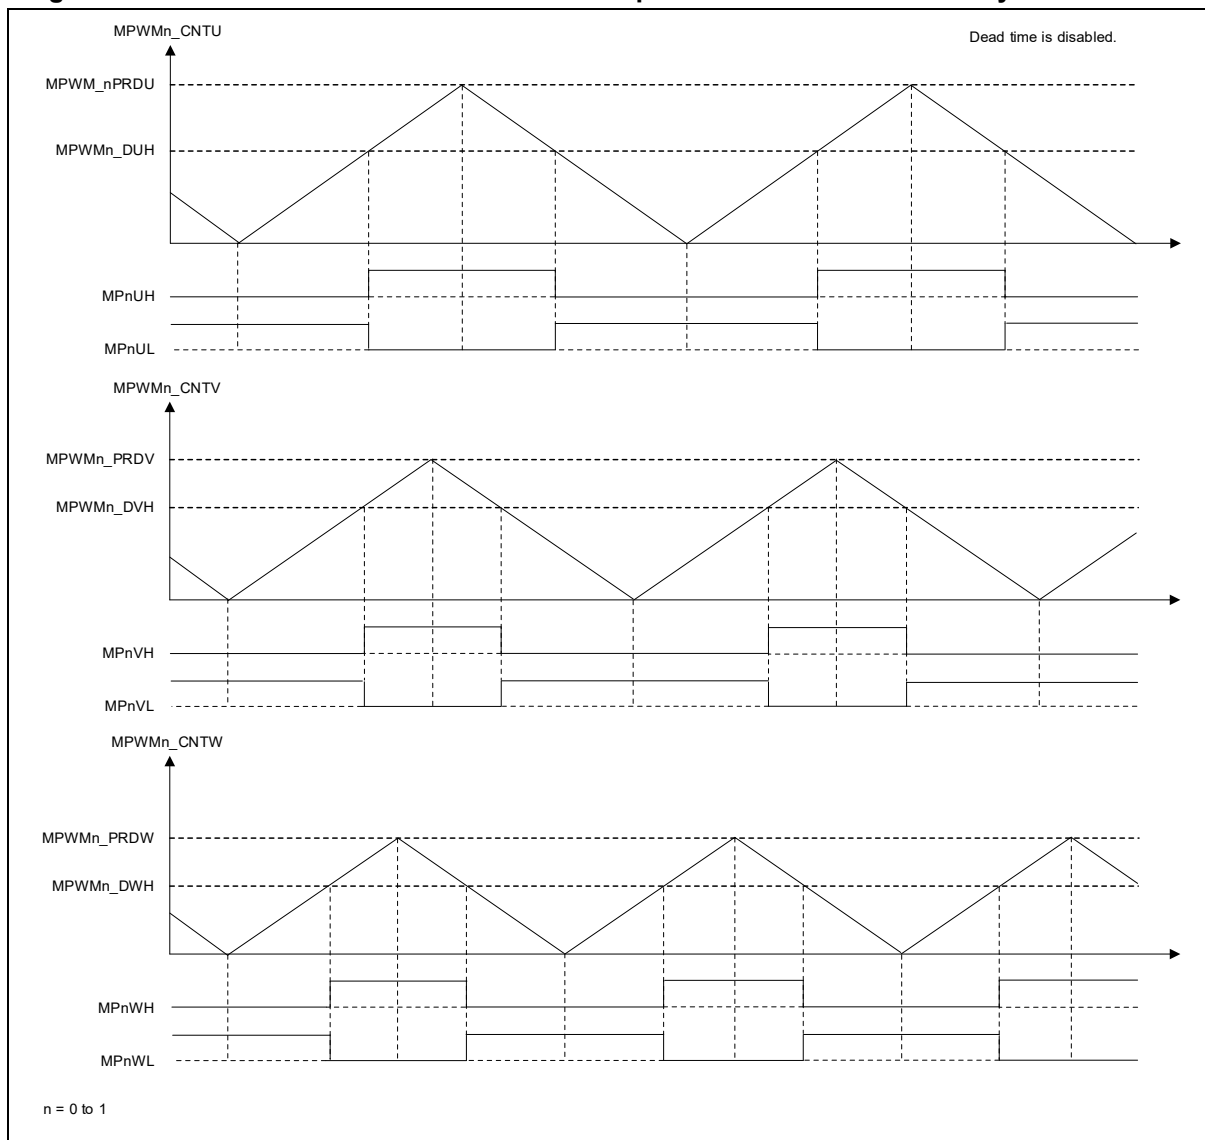 MPWMn_CNTU
Dead time is disabled.
MPWM_nPRDU
MPWMn_DUH
MPnUH
MPnUL
MPWMn_CNTV
MPWMn_PRDV
MPWMn_DVH
MPnVH
MPnVL
MPWMn_CNTW
MPWMn_PRDW
MPWMn_DWH
MPnWH
MPnWL
n = 0 to 1